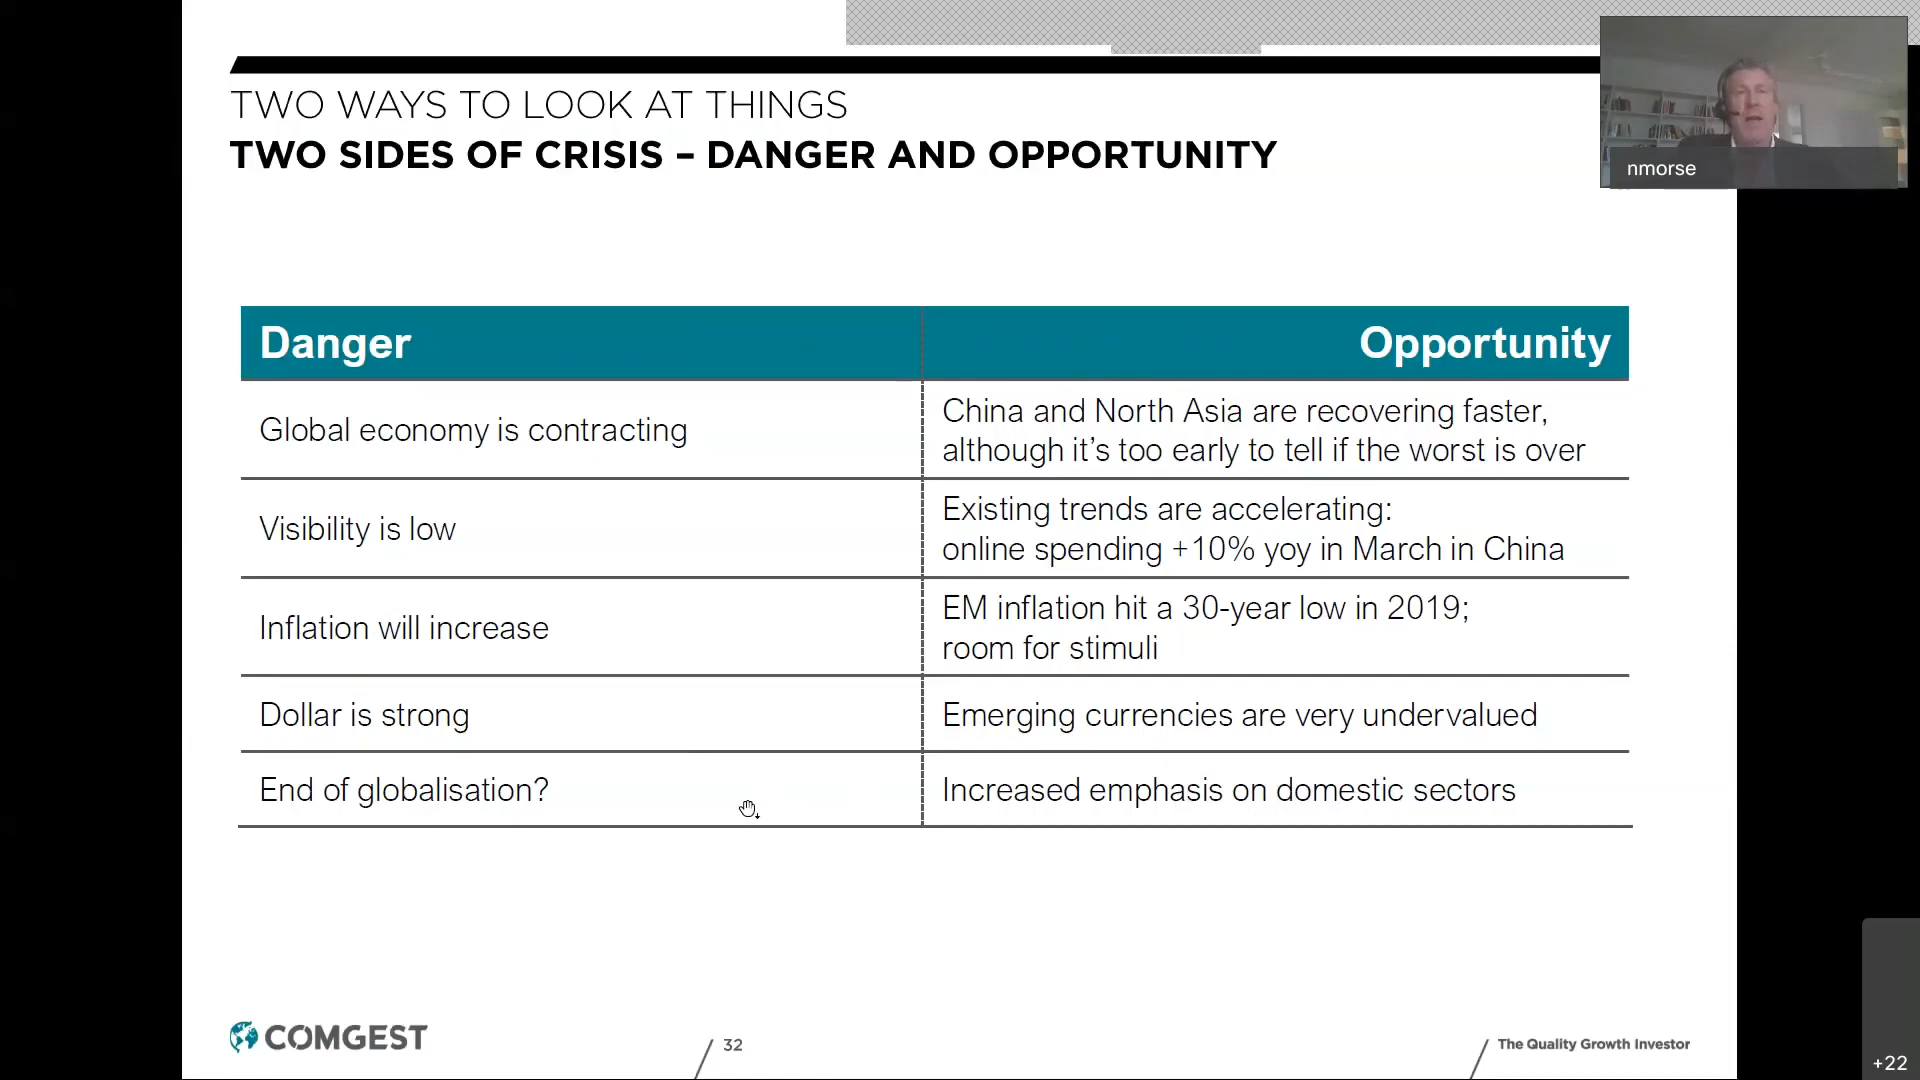 TWO WAYS TO LOOK AT THINGS
TWO SIDES OF CRISIS – DANGER AND OPPORTUNITY
nmorse
Danger
Opportunity
Global economy is contracting
China and North Asia are recovering faster,
although it's too early to tell if the worst is over
Visibility is low
Existing trends are accelerating:
online spending +10% yoy in March in China
Inflation will increase
EM inflation hit a 30-year low in 2019;
room for stimuli
Dollar is strong
Emerging currencies are very undervalued
End of globalisation?
Increased emphasis on domestic sectors
COMGEST
32
The Quality Growth Investor
+22